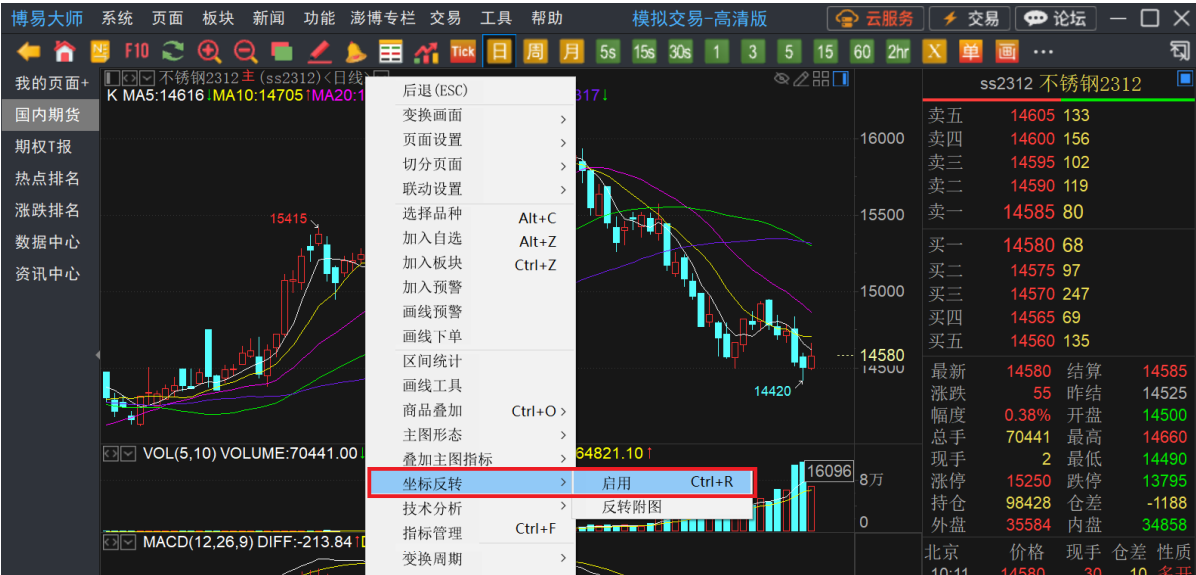 博易大师 系统 页面 板块 新闻 功能 澎博专栏 交易 工具 帮助 模拟交易-高清版 云服务 交易 论坛
F10 Tick 日 周 月 5s 15s 30s 1 3 5 15 60 2hr X 单 画 ...
我的页面+
国内期货
期权T报
热点排名
涨跌排名
数据中心
资讯中心
不锈钢2312主(ss2312)<日线>
K MA5:14616↓MA10:14705↑MA20:1
317↓
15415
14420
16000
15500
15000
14580
14500
VOL(5,10) VOLUME:70441.00↓
64821.10↑
16096
8万
0
MACD(12,26,9) DIFF:-213.84↑
后退(ESC)
变换画面
页面设置
切分页面
联动设置
选择品种 Alt+C
加入自选 Alt+Z
加入板块 Ctrl+Z
加入预警
画线预警
画线下单
区间统计
画线工具
商品叠加 Ctrl+O
主图形态
叠加主图指标
坐标反转
技术分析
指标管理 Ctrl+F
变换周期
启用 Ctrl+R
反转附图
ss2312 不锈钢2312
卖五 14605 133
卖四 14600 156
卖三 14595 102
卖二 14590 119
卖一 14585 80
买一 14580 68
买二 14575 97
买三 14570 247
买四 14565 69
买五 14560 135
最新 14580 结算 14585
涨跌 55 昨结 14525
幅度 0.38% 开盘 14500
总手 70441 最高 14660
现手 2 最低 14490
涨停 15250 跌停 13795
持仓 98428 仓差 -1188
外盘 35584 内盘 34858
北京 价格 现手 仓差 性质
10:11 14580 30 10 多开